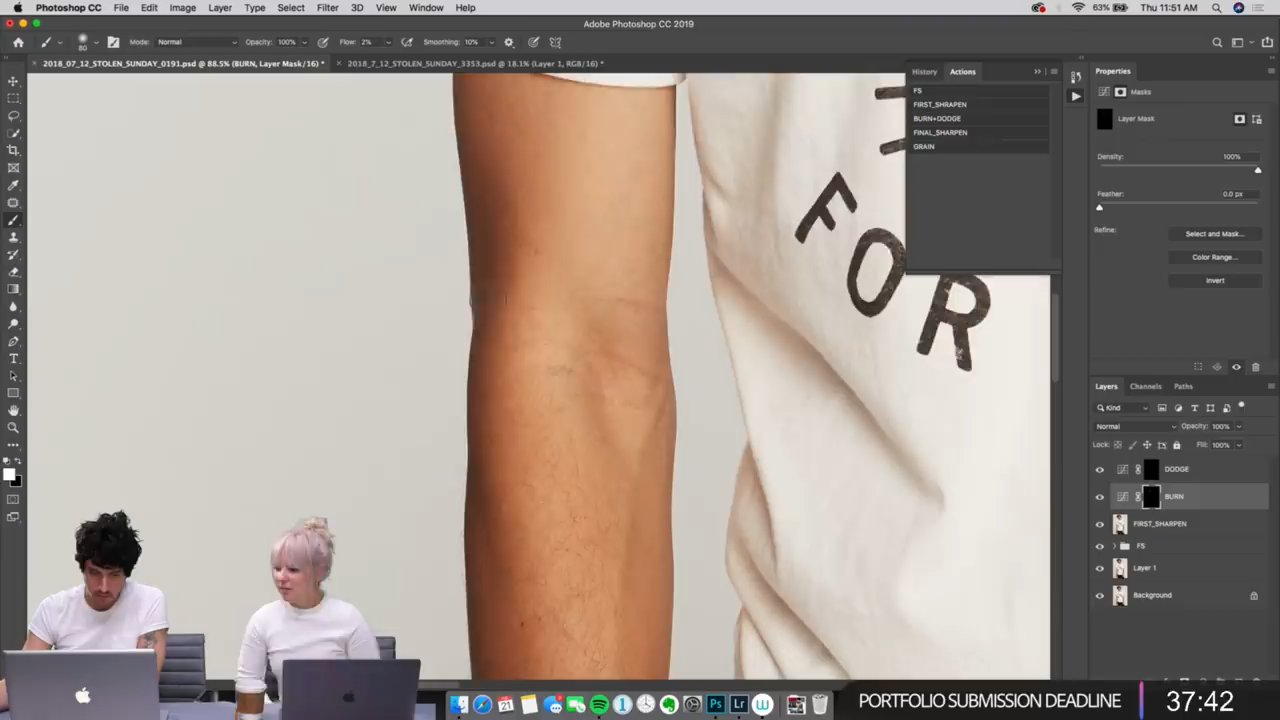 Photoshop CC File Edit Image Layer Type Select Filter 3D View Window Help 63% Thu 11:51 AM
Adobe Photoshop CC 2019
80 Mode: Normal Opacity: 100% Flow: 2% Smoothing: 10%
2018_07_12_STOLEN_SUNDAY_0191.psd @ 88.5% (BURN, Layer Mask/16) * 2018_7_12_STOLEN_SUNDAY_3353.psd @ 18.1% (Layer 1, RGB/16) *
History Actions
FS
FIRST_SHRAPEN
BURN+DODGE
FINAL_SHARPEN
GRAIN
Properties
Masks
Layer Mask
Density: 100%
Feather: 0.0 px
Refine: Select and Mask...
Color Range...
Invert
FOR
Layers Channels Paths
Kind
Normal Opacity: 100%
Lock: Fill: 100%
DODGE
BURN
FIRST_SHARPEN
FS
Layer 1
Background
Ps Lr
PORTFOLIO SUBMISSION DEADLINE 37:42